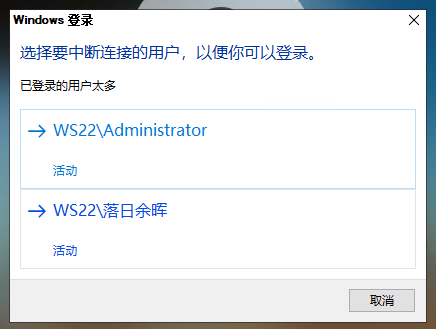 Windows 登录
选择要中断连接的用户，以便你可以登录。
已登录的用户太多
WS22\Administrator
活动
WS22\落日余晖
活动
取消